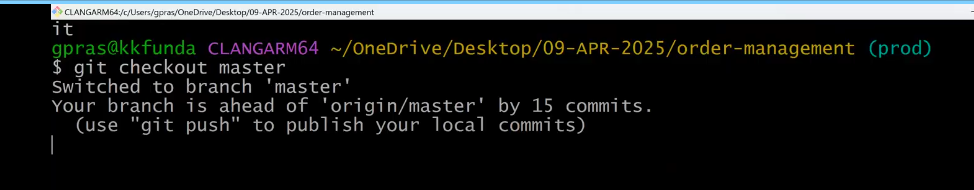 CLANGARM64:/c/Users/gpras/OneDrive/Desktop/09-APR-2025/order-management
it
gpras@kkfunda CLANGARM64 ~/OneDrive/Desktop/09-APR-2025/order-management (prod)
$ git checkout master
Switched to branch 'master'
Your branch is ahead of 'origin/master' by 15 commits.
  (use "git push" to publish your local commits)